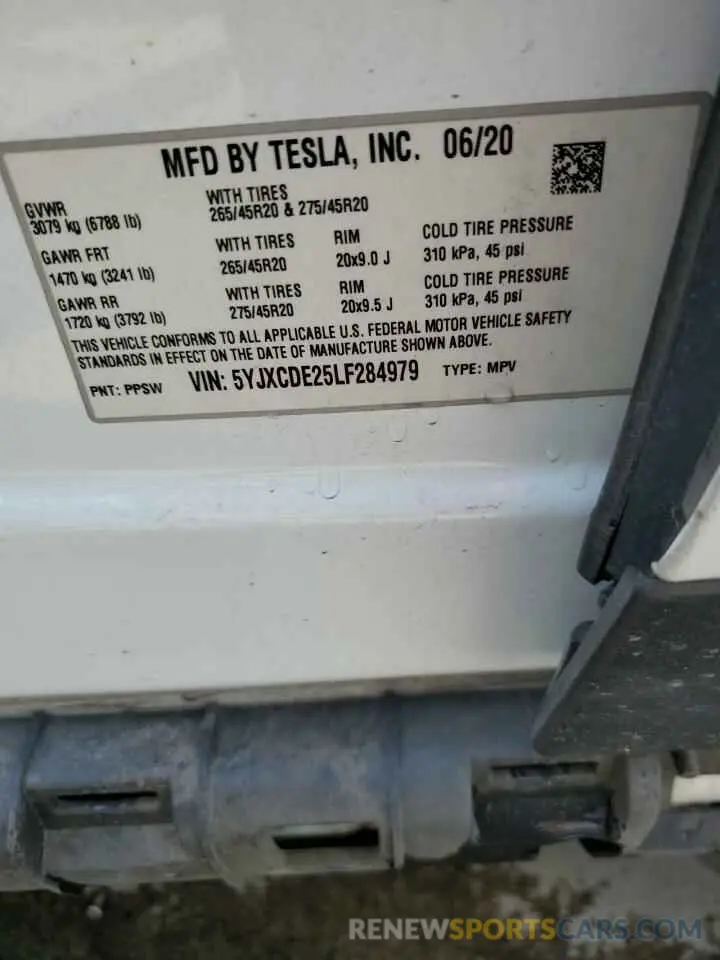 MFD BY TESLA, INC. 06/20
GVWR
3079 kg (6788 lb)
WITH TIRES
265/45R20 & 275/45R20
GAWR FRT
1470 kg (3241 lb)
WITH TIRES
265/45R20
RIM
20x9.0 J
COLD TIRE PRESSURE
310 kPa, 45 psi
GAWR RR
1720 kg (3792 lb)
WITH TIRES
275/45R20
RIM
20x9.5 J
COLD TIRE PRESSURE
310 kPa, 45 psi
THIS VEHICLE CONFORMS TO ALL APPLICABLE U.S. FEDERAL MOTOR VEHICLE SAFETY
STANDARDS IN EFFECT ON THE DATE OF MANUFACTURE SHOWN ABOVE.
PNT: PPSW VIN: 5YJXCDE25LF284979 TYPE: MPV
RENEWSPORTSCARS.COM